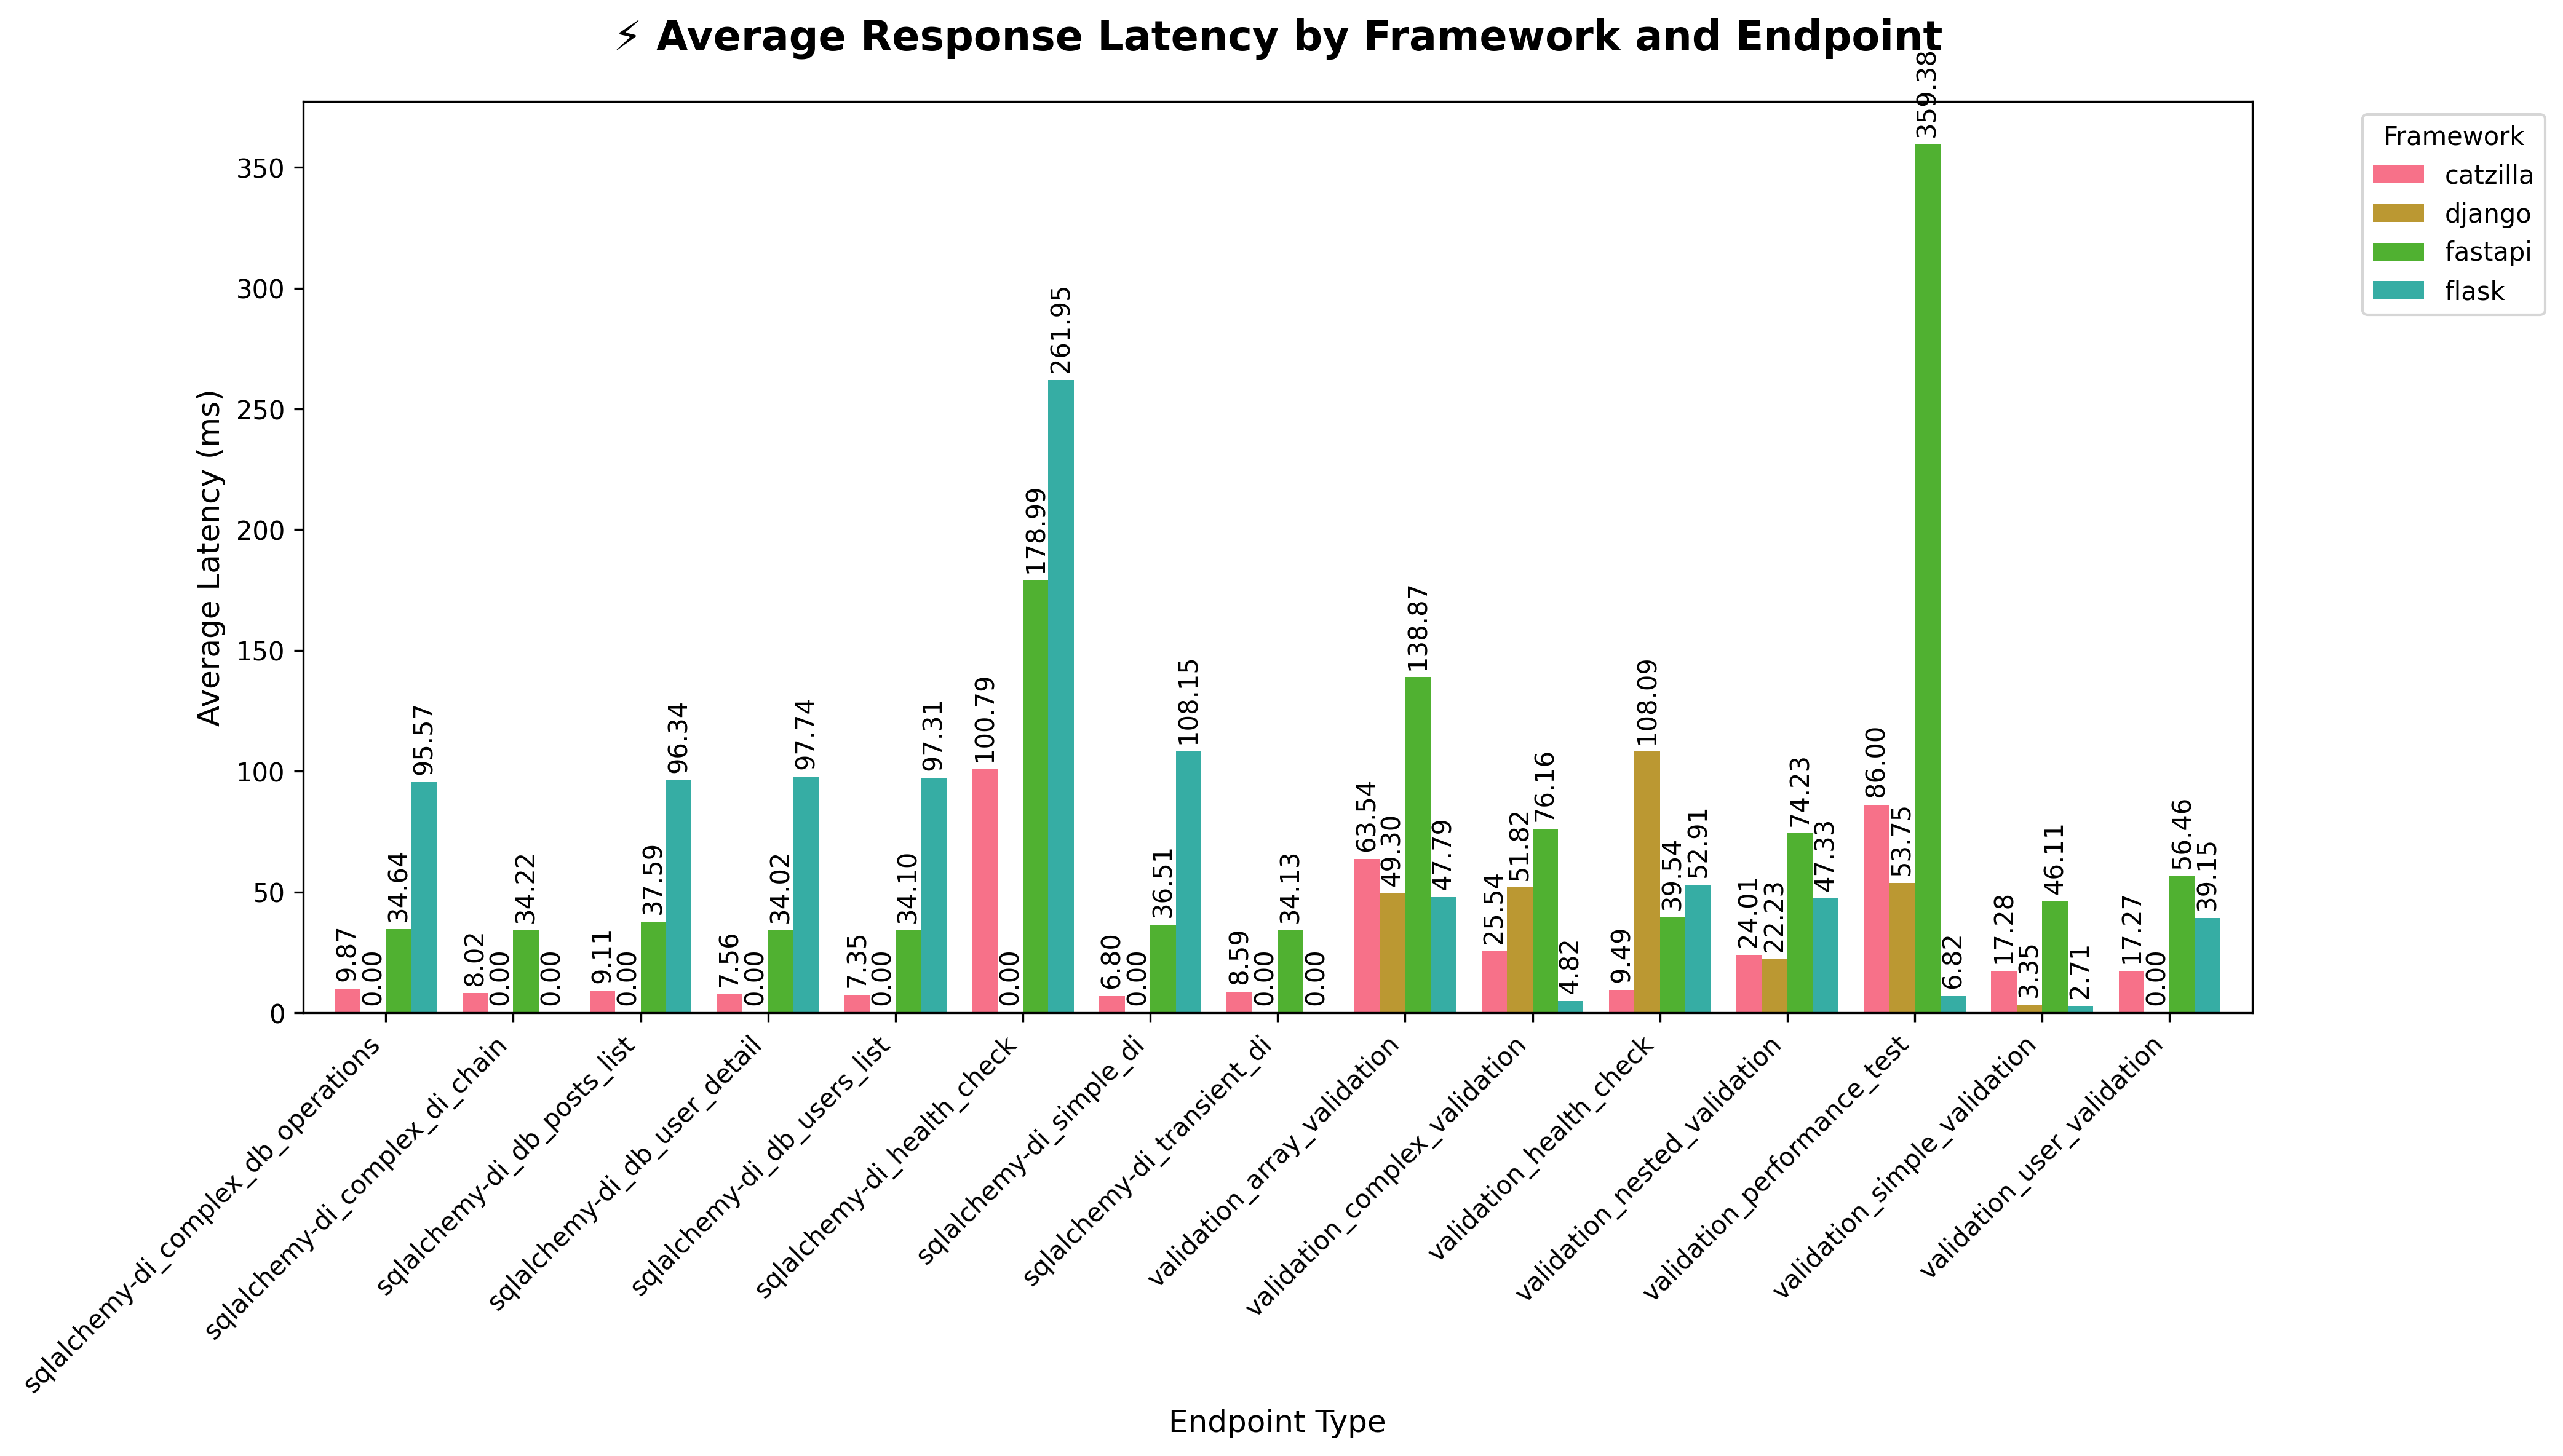 ⚡ Average Response Latency by Framework and Endpoint
Framework
catzilla
django
fastapi
flask
Average Latency (ms)
350
300
250
200
150
100
50
0
9.87
0.00
34.64
95.57
8.02
0.00
34.22
0.00
9.11
0.00
37.59
96.34
7.56
0.00
34.02
97.74
7.35
0.00
34.10
97.31
100.79
0.00
178.99
261.95
6.80
0.00
36.51
108.15
8.59
0.00
34.13
0.00
63.54
49.30
138.87
47.79
25.54
51.82
76.16
4.82
9.49
108.09
39.54
52.91
24.01
22.23
74.23
47.33
86.00
53.75
359.38
6.82
17.28
3.35
46.11
2.71
17.27
0.00
56.46
39.15
sqlalchemy-di_complex_db_operations
sqlalchemy-di_complex_di_chain
sqlalchemy-di_db_posts_list
sqlalchemy-di_db_user_detail
sqlalchemy-di_db_users_list
sqlalchemy-di_health_check
sqlalchemy-di_simple_di
sqlalchemy-di_transient_di
validation_array_validation
validation_complex_validation
validation_health_check
validation_nested_validation
validation_performance_test
validation_simple_validation
validation_user_validation
Endpoint Type